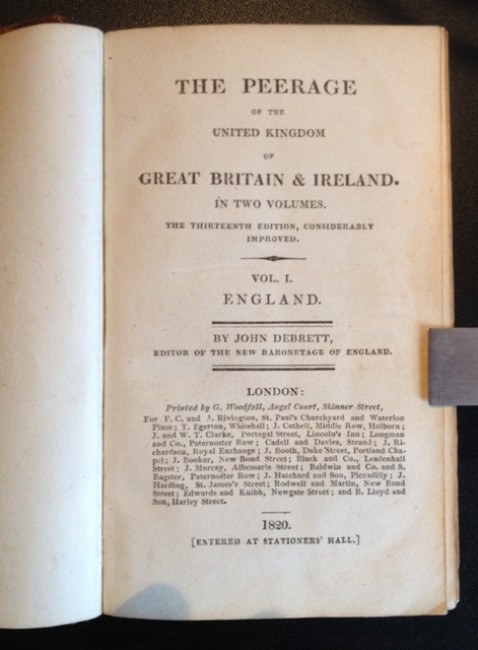 THE PEERAGE
OF THE
UNITED KINGDOM
OF
GREAT BRITAIN & IRELAND.
IN TWO VOLUMES.
THE THIRTEENTH EDITION, CONSIDERABLY
IMPROVED.
VOL. I.
ENGLAND.
BY JOHN DEBRETT,
EDITOR OF THE NEW BARONETAGE OF ENGLAND.
LONDON:
Printed by G. Woodfall, Angel Court, Skinner Street,
For F. C. and J. Rivington, St. Paul's Churchyard and Waterloo
Place; T. Egerton, Whitehall; J. Cuthell, Middle Row, Holborn;
J. and W. T. Clarke, Portugal Street, Lincoln's Inn; Longman
and Co., Paternoster Row; Cadell and Davies, Strand; J. Ri-
chardson, Royal Exchange; J. Booth, Duke Street, Portland Cha-
pel; J. Booker, New Bond Street; Black and Co., Leadenhall
Street; J. Murray, Albemarle Street; Baldwin and Co. and S.
Bagster, Paternoster Row; J. Hatchard and Son, Piccadilly; J.
Harding, St. James's Street; Rodwell and Martin, New Bond
Street; Edwards and Knibb, Newgate Street; and B. Lloyd and
Son, Harley Street.
1820.
[ENTERED AT STATIONERS' HALL.]